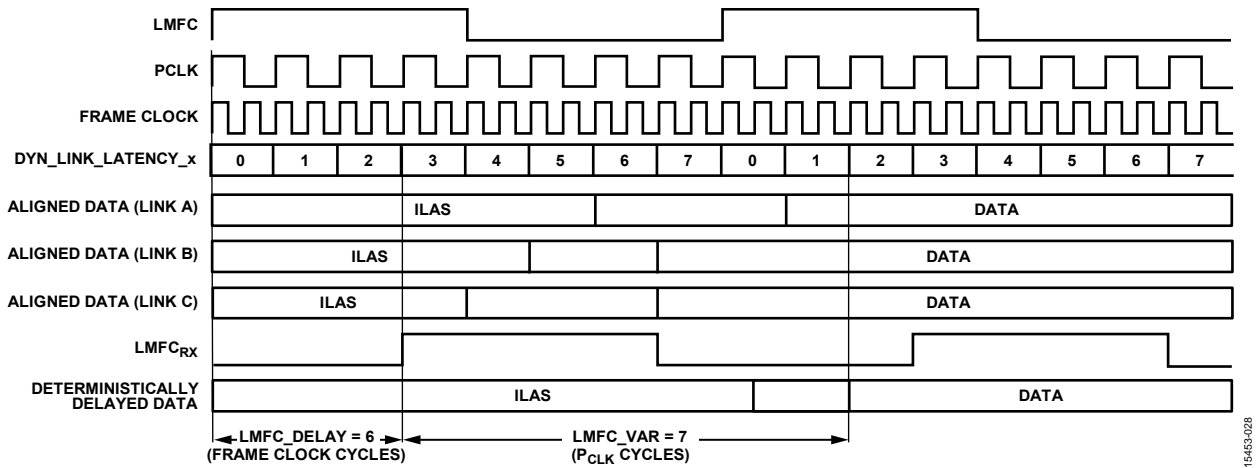 LMFC
PCLK
FRAME CLOCK
DYN_LINK_LATENCY_x 0 1 2 3 4 5 6 7 0 1 2 3 4 5 6 7
ALIGNED DATA (LINK A) ILAS DATA
ALIGNED DATA (LINK B) ILAS DATA
ALIGNED DATA (LINK C) ILAS DATA
LMFCRX
DETERMINISTICALLY
DELAYED DATA
ILAS DATA
LMFC_DELAY = 6
(FRAME CLOCK CYCLES)
LMFC_VAR = 7
(PCLK CYCLES)
15453-028